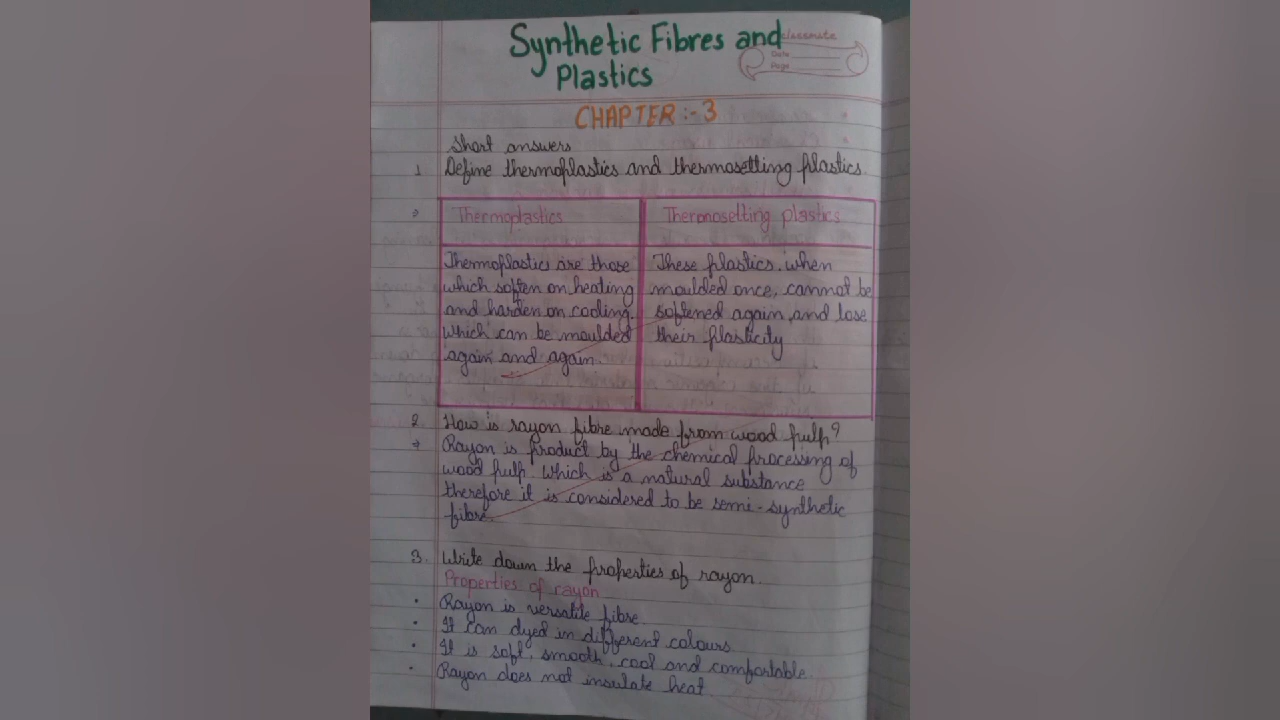 Synthetic Fibres and
Plastics
classmate
Date
Page
CHAPTER :- 3
Short answers
1 Define thermoplastics and thermosetting plastics.
Thermoplastics
Thermosetting plastics
Thermoplastics are those
which soften on heating
and harden on cooling.
which can be moulded
again and again.
These plastics, when
moulded once, cannot be
softened again, and lose
their plasticity
2 How is rayon fibre made from wood pulp?
Rayon is product by the chemical processing of
wood pulp. Which is a natural substance
therefore it is considered to be semi-synthetic
fibre.
3. Write down the properties of rayon.
Properties of rayon
• Rayon is versatile fibre.
• It can dyed in different colours.
• It is soft, smooth, cool and comfortable.
• Rayon does not insulate heat.